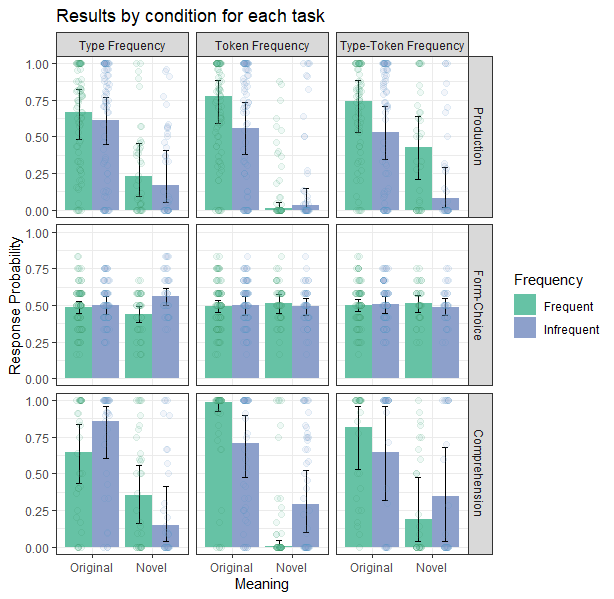 Results by condition for each task
Type Frequency
Token Frequency
Type-Token Frequency
1.00
0.75
0.50
0.25
0.00
Production
1.00
0.75
0.50
0.25
0.00
Form-Choice
1.00
0.75
0.50
0.25
0.00
Comprehension
Response Probability
Original
Novel
Original
Novel
Original
Novel
Meaning
Frequency
Frequent
Infrequent